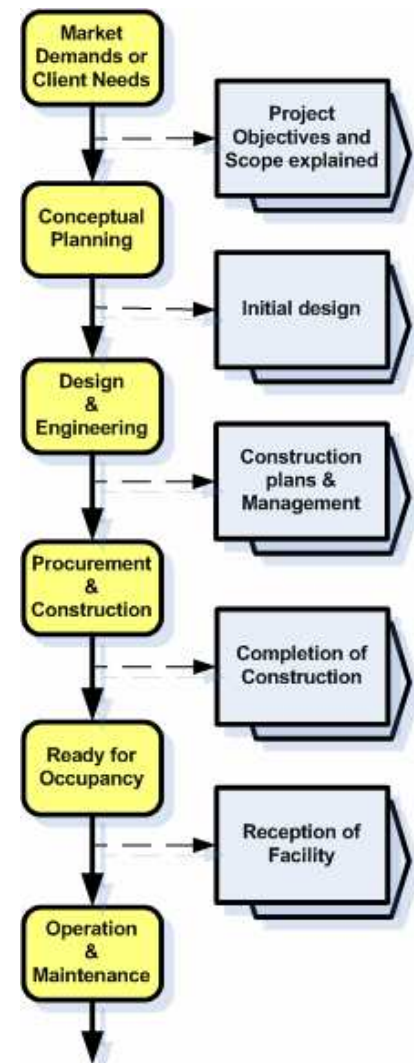 Market
Demands or
Client Needs
Project
Objectives and
Scope explained
Conceptual
Planning
Initial design
Design
&
Engineering
Construction
plans &
Management
Procurement
&
Construction
Completion of
Construction
Ready for
Occupancy
Reception of
Facility
Operation
&
Maintenance